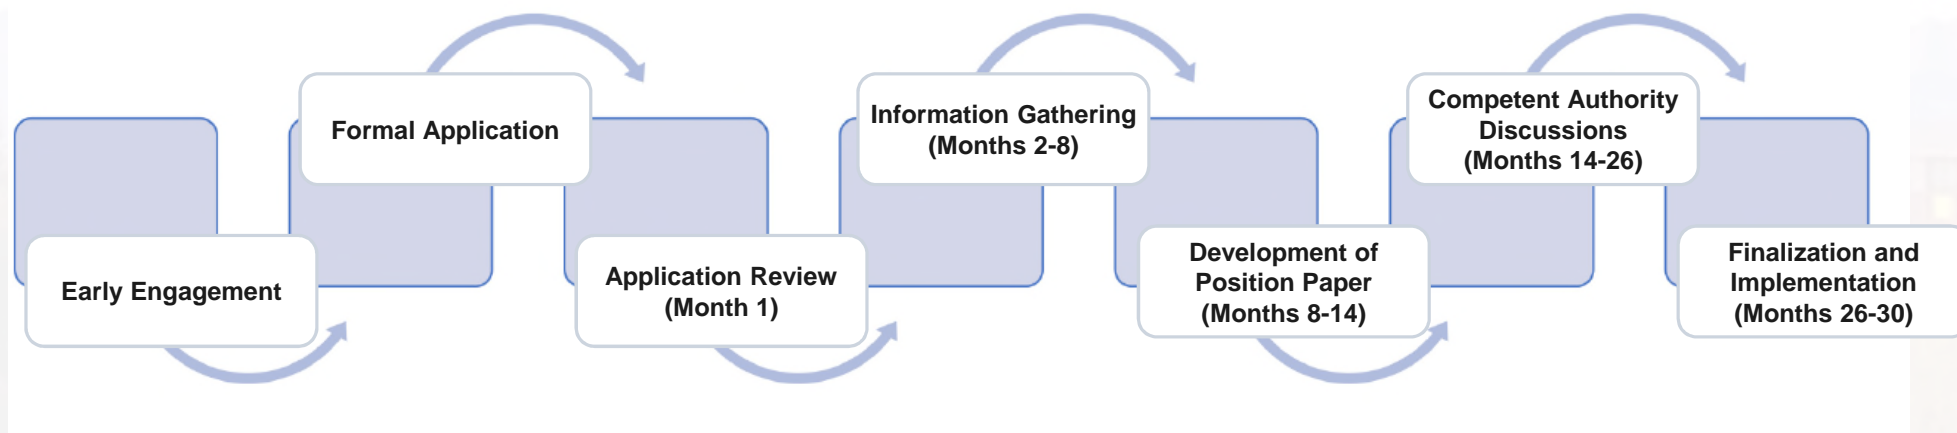 Early Engagement
Formal Application
Application Review
(Month 1)
Information Gathering
(Months 2-8)
Development of
Position Paper
(Months 8-14)
Competent Authority
Discussions
(Months 14-26)
Finalization and
Implementation
(Months 26-30)